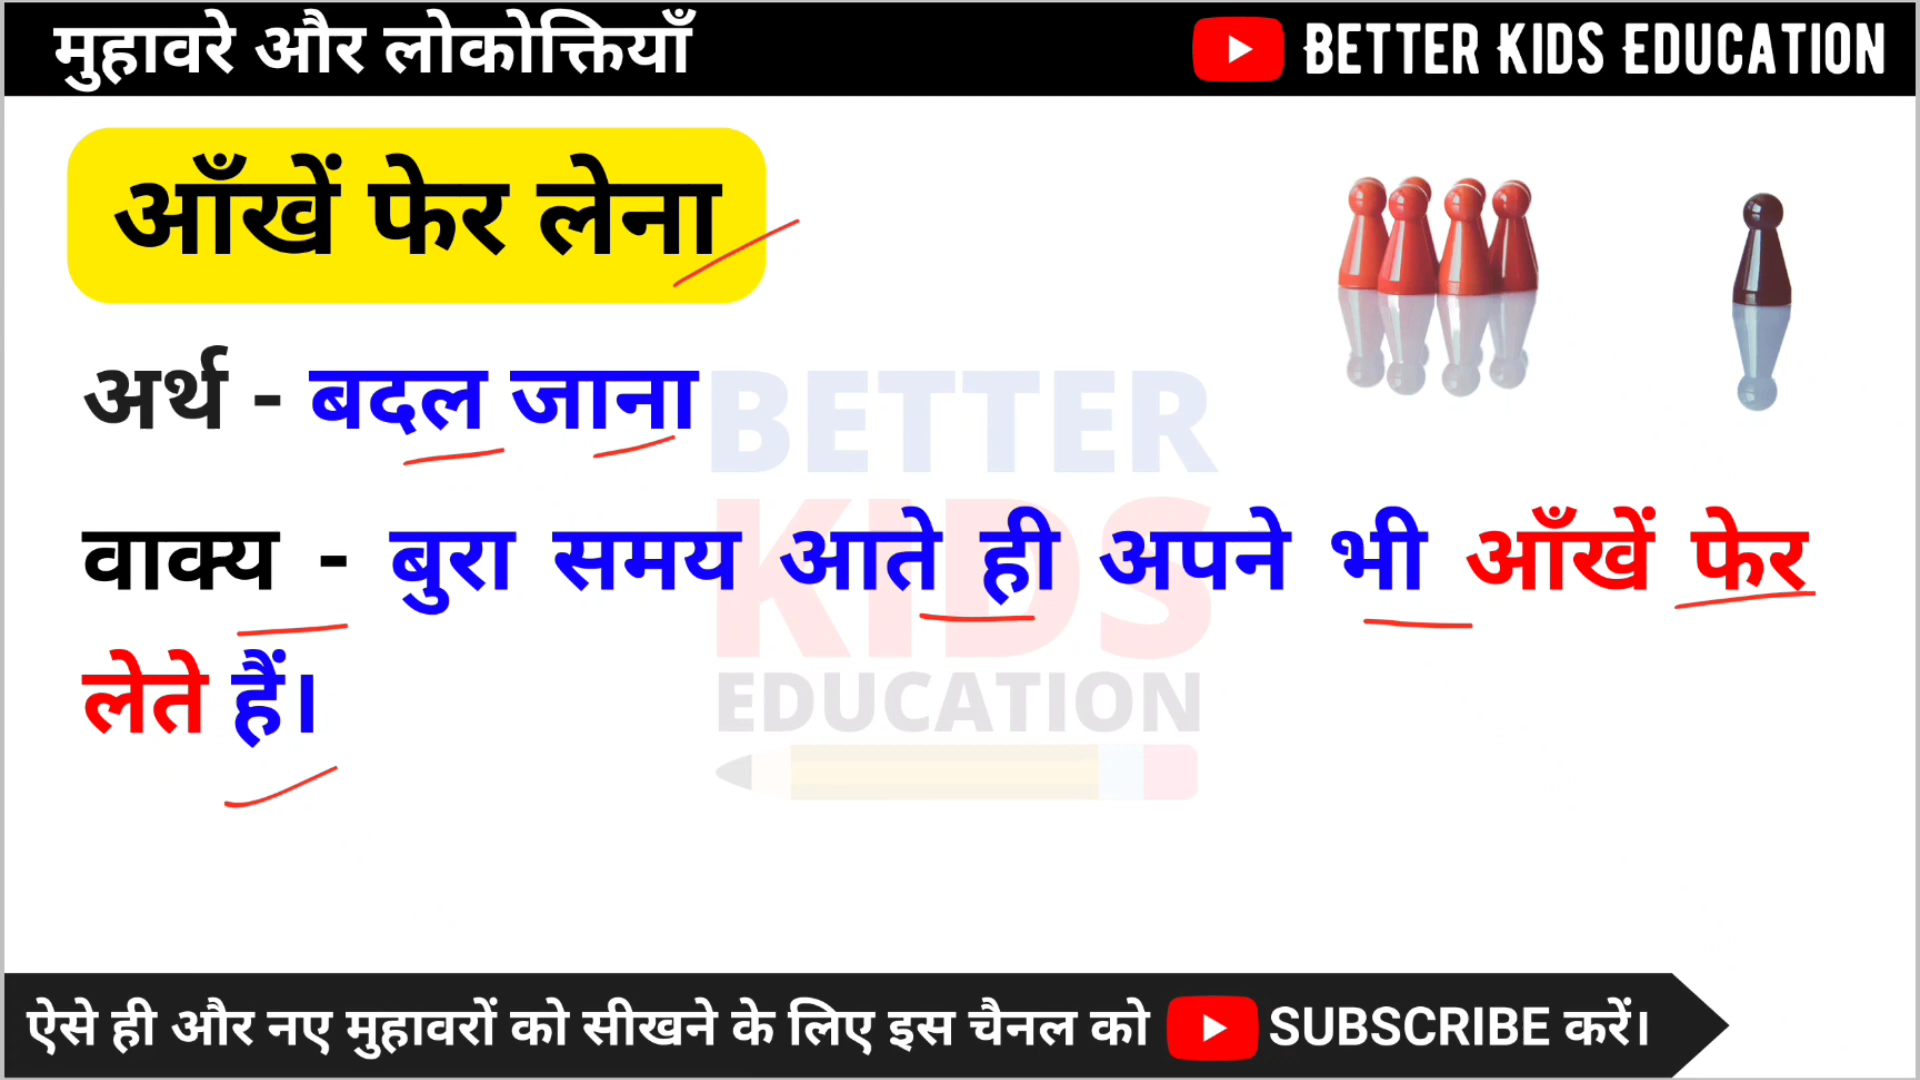 मुहावरे और लोकोक्तियाँ
BETTER KIDS EDUCATION
आँखें फेर लेना
अर्थ - बदल जाना
वाक्य - बुरा समय आते ही अपने भी आँखें फेर
लेते हैं।
BETTER
KIDS
EDUCATION
ऐसे ही और नए मुहावरों को सीखने के लिए इस चैनल को SUBSCRIBE करें।